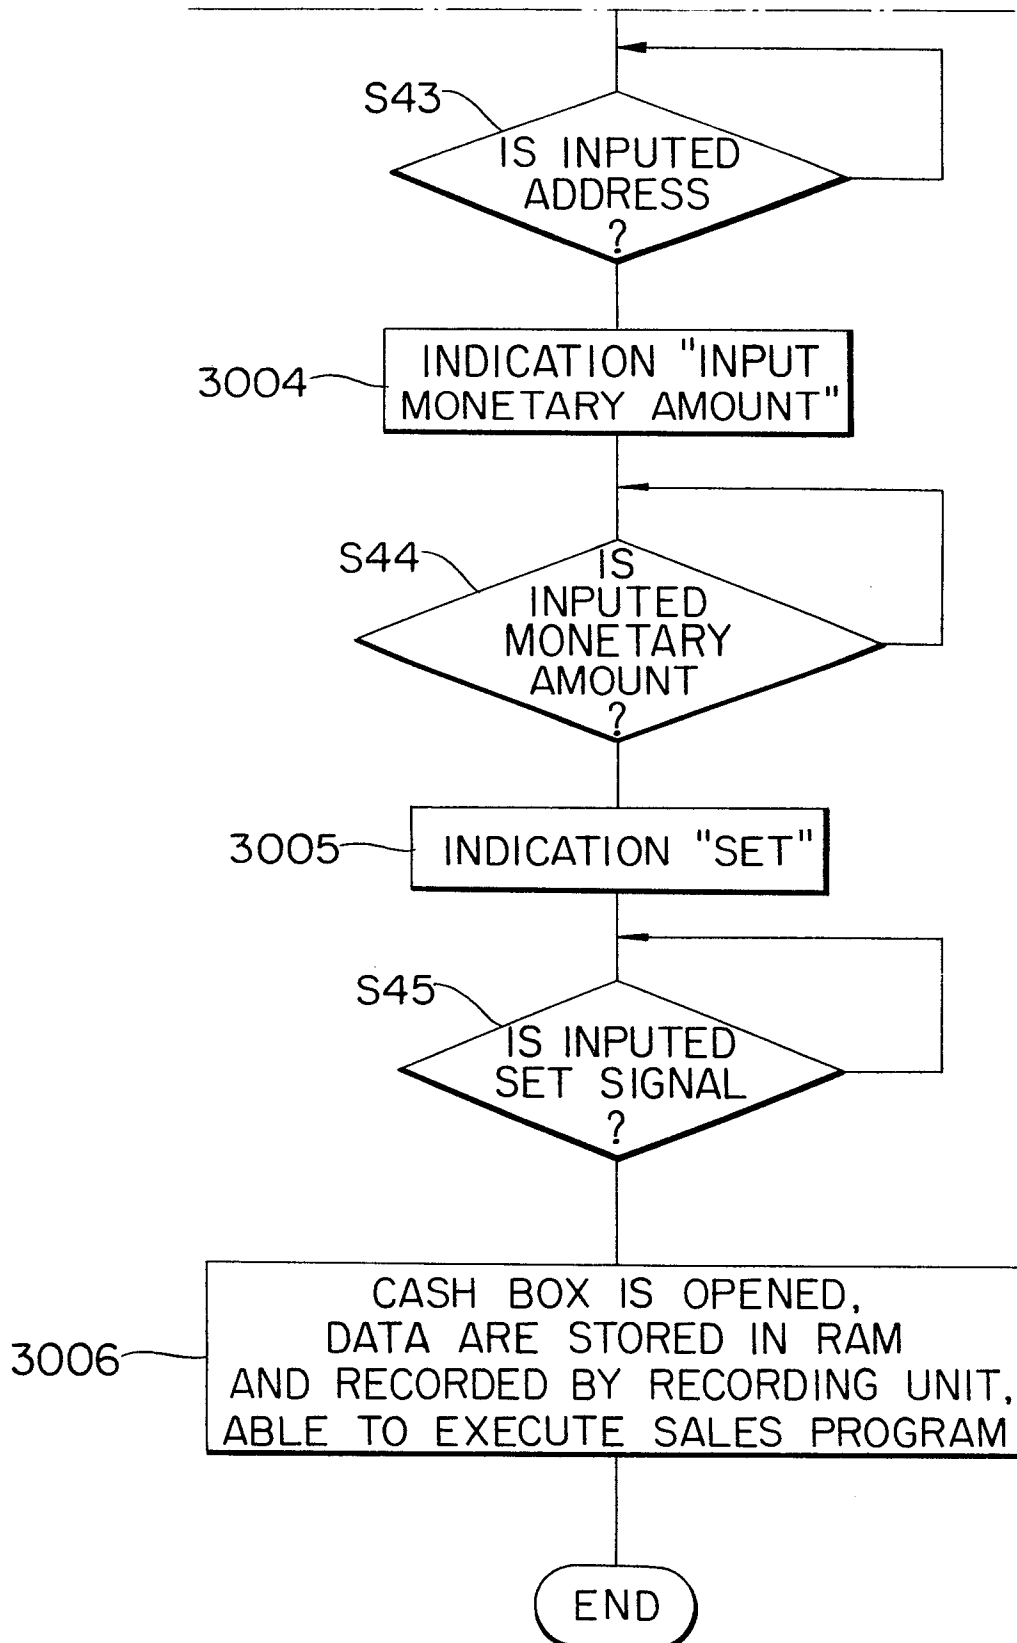 S43
IS INPUTED
ADDRESS
?
3004
INDICATION "INPUT
MONETARY AMOUNT"
S44
IS
INPUTED
MONETARY
AMOUNT
?
3005
INDICATION "SET"
S45
IS INPUTED
SET SIGNAL
?
3006
CASH BOX IS OPENED,
DATA ARE STORED IN RAM
AND RECORDED BY RECORDING UNIT,
ABLE TO EXECUTE SALES PROGRAM
END